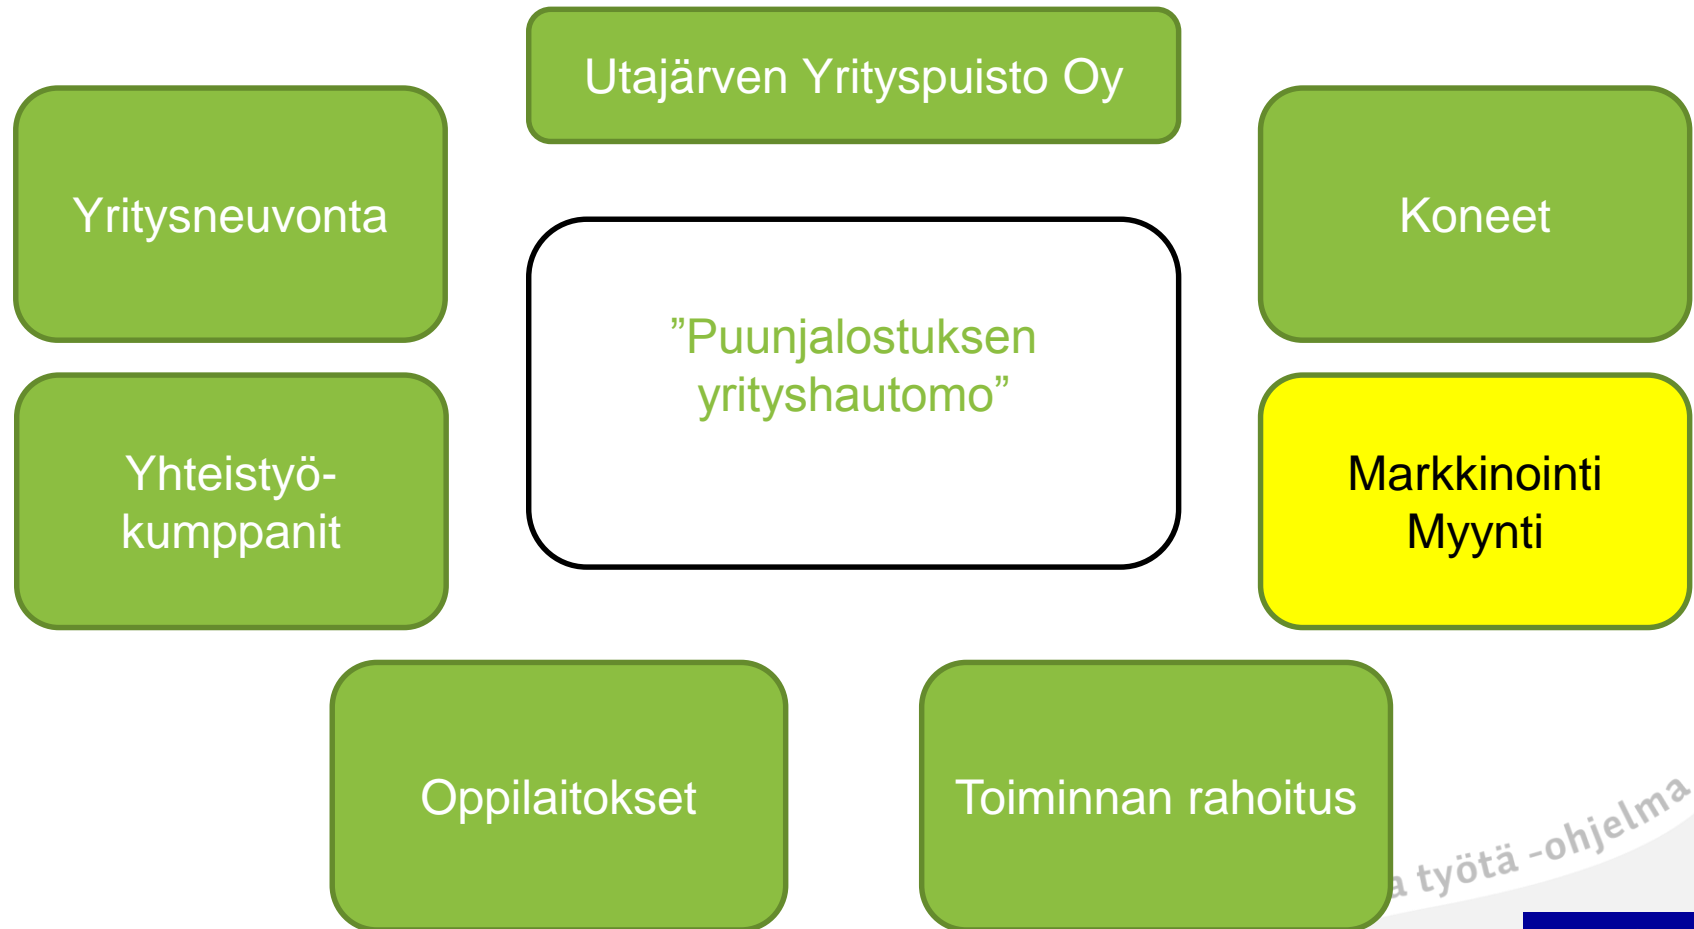 Utajärven Yrityspuisto Oy
Yritysneuvonta
Koneet
”Puunjalostuksen
yrityshautomo”
Yhteistyö-
kumppanit
Markkinointi
Myynti
Oppilaitokset
Toiminnan rahoitus
työtä -ohjelma